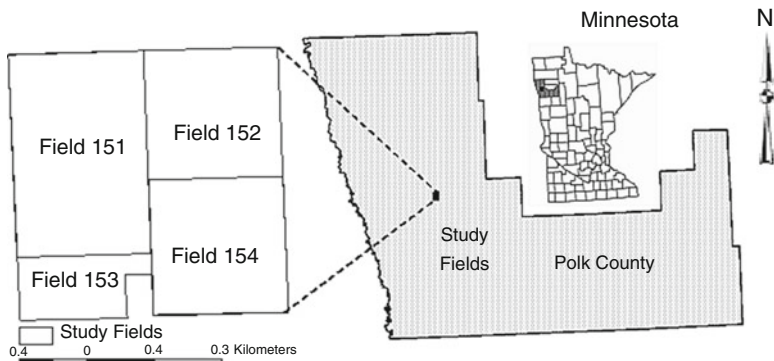 Minnesota
N
Field 151
Field 152
Field 153
Field 154
Study
Fields
Polk County
Study Fields
0.4 0 0.4 0.3 Kilometers